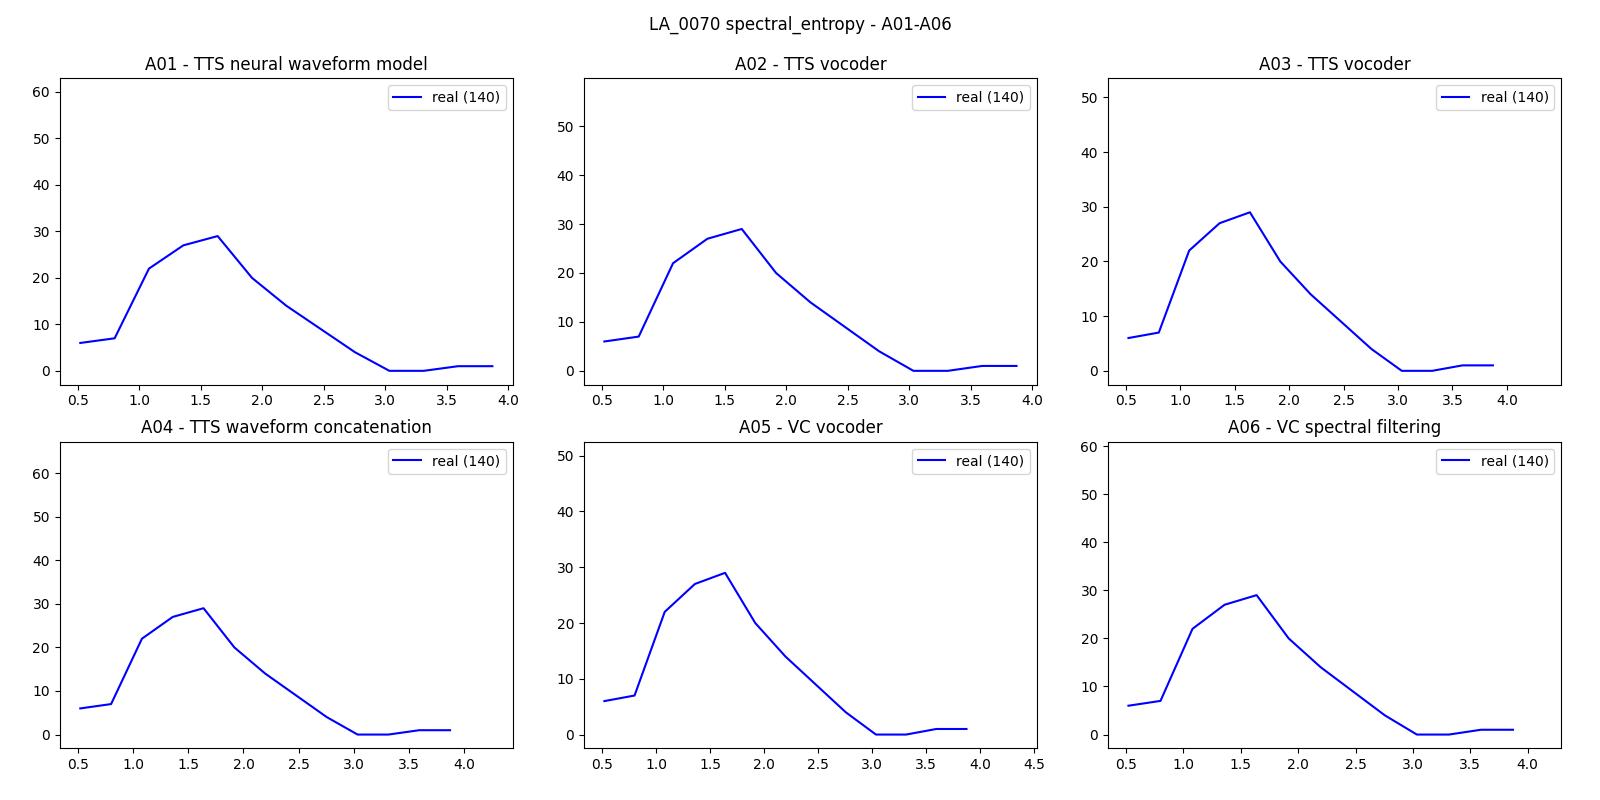 LA_0070 spectral_entropy - A01-A06
A01 - TTS neural waveform model
real (140)
60
50
40
30
20
10
0
0.5 1.0 1.5 2.0 2.5 3.0 3.5 4.0
A02 - TTS vocoder
real (140)
50
40
30
20
10
0
0.5 1.0 1.5 2.0 2.5 3.0 3.5 4.0
A03 - TTS vocoder
real (140)
50
40
30
20
10
0
0.5 1.0 1.5 2.0 2.5 3.0 3.5 4.0
A04 - TTS waveform concatenation
real (140)
60
50
40
30
20
10
0
0.5 1.0 1.5 2.0 2.5 3.0 3.5 4.0
A05 - VC vocoder
real (140)
50
40
30
20
10
0
0.5 1.0 1.5 2.0 2.5 3.0 3.5 4.0 4.5
A06 - VC spectral filtering
real (140)
60
50
40
30
20
10
0
0.5 1.0 1.5 2.0 2.5 3.0 3.5 4.0